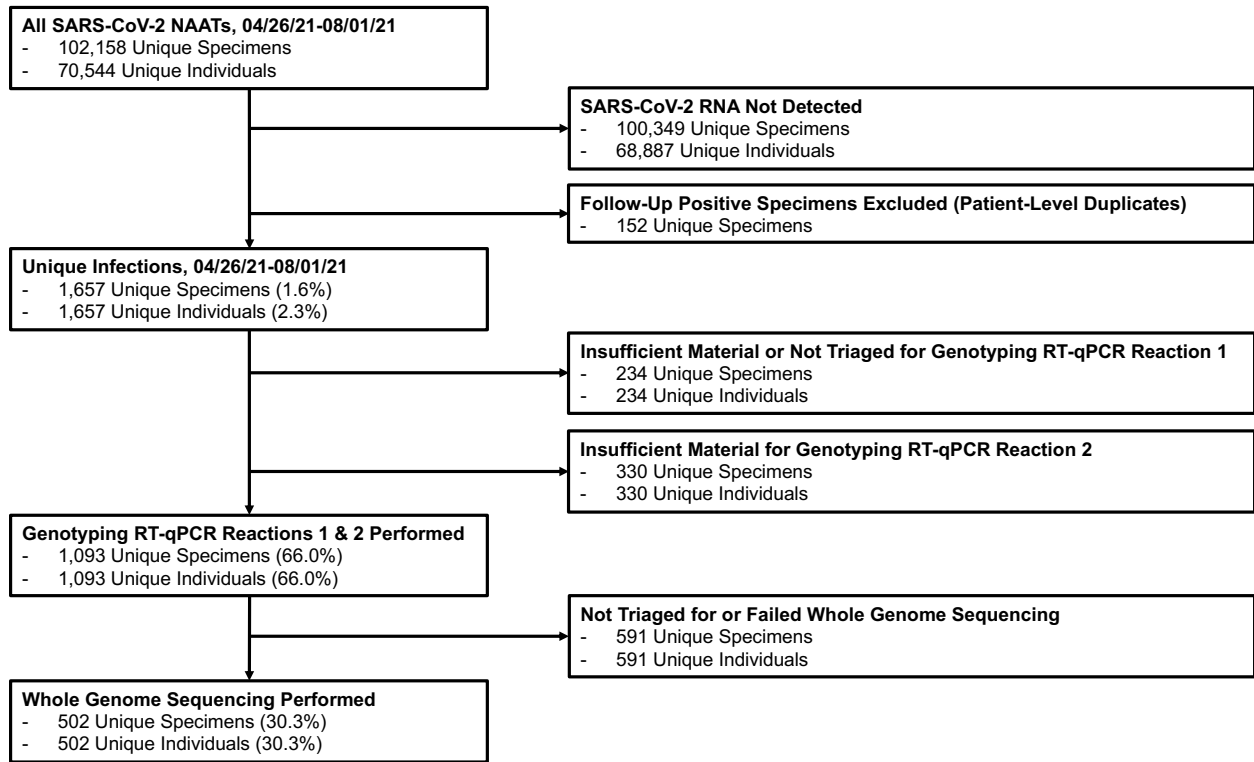 All SARS-CoV-2 NAATs, 04/26/21-08/01/21
- 102,158 Unique Specimens
- 70,544 Unique Individuals
SARS-CoV-2 RNA Not Detected
- 100,349 Unique Specimens
- 68,887 Unique Individuals
Follow-Up Positive Specimens Excluded (Patient-Level Duplicates)
- 152 Unique Specimens
Unique Infections, 04/26/21-08/01/21
- 1,657 Unique Specimens (1.6%)
- 1,657 Unique Individuals (2.3%)
Insufficient Material or Not Triaged for Genotyping RT-qPCR Reaction 1
- 234 Unique Specimens
- 234 Unique Individuals
Insufficient Material for Genotyping RT-qPCR Reaction 2
- 330 Unique Specimens
- 330 Unique Individuals
Genotyping RT-qPCR Reactions 1 & 2 Performed
- 1,093 Unique Specimens (66.0%)
- 1,093 Unique Individuals (66.0%)
Not Triaged for or Failed Whole Genome Sequencing
- 591 Unique Specimens
- 591 Unique Individuals
Whole Genome Sequencing Performed
- 502 Unique Specimens (30.3%)
- 502 Unique Individuals (30.3%)